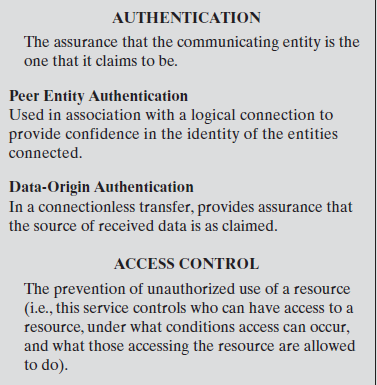 AUTHENTICATION
The assurance that the communicating entity is the
one that it claims to be.
Peer Entity Authentication
Used in association with a logical connection to
provide confidence in the identity of the entities
connected.
Data-Origin Authentication
In a connectionless transfer, provides assurance that
the source of received data is as claimed.
ACCESS CONTROL
The prevention of unauthorized use of a resource
(i.e., this service controls who can have access to a
resource, under what conditions access can occur,
and what those accessing the resource are allowed
to do).